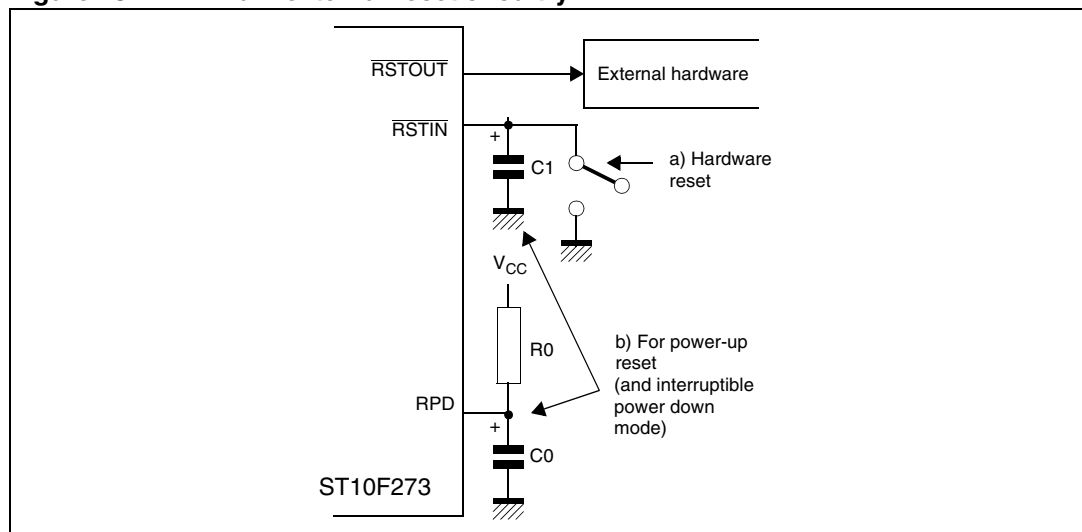 RSTOUT
External hardware
RSTIN
+
C1
a) Hardware
reset
VCC
R0
b) For power-up
reset
(and interruptible
power down
mode)
RPD
+
C0
ST10F273